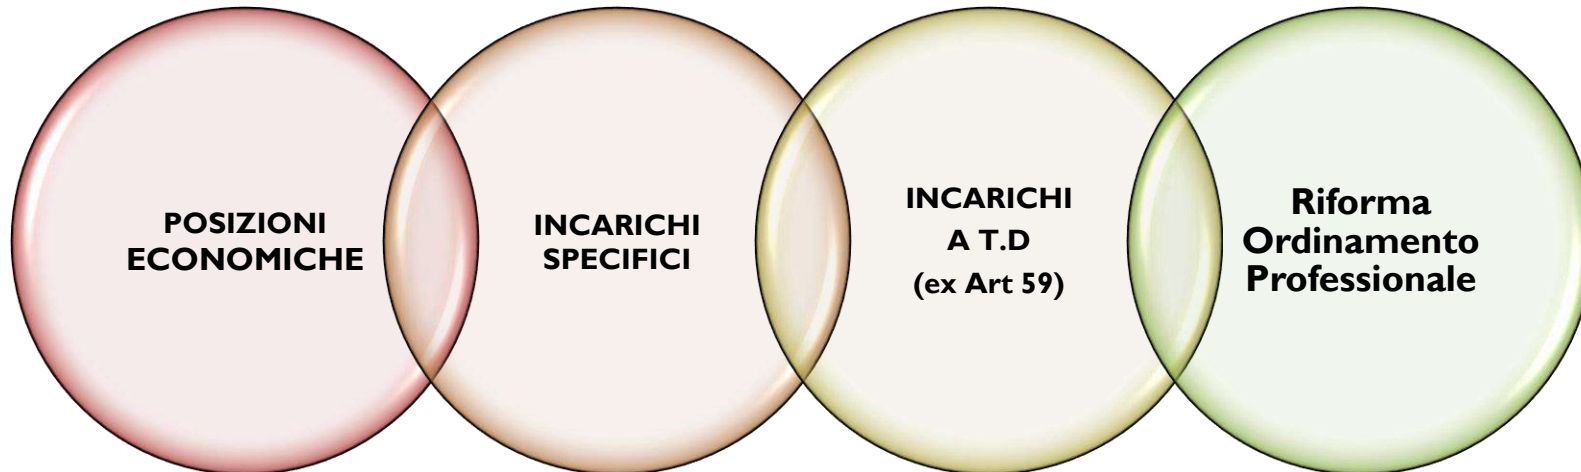 POSIZIONI
ECONOMICHE
INCARICHI
SPECIFICI
INCARICHI
A T.D
(ex Art 59)
Riforma
Ordinamento
Professionale